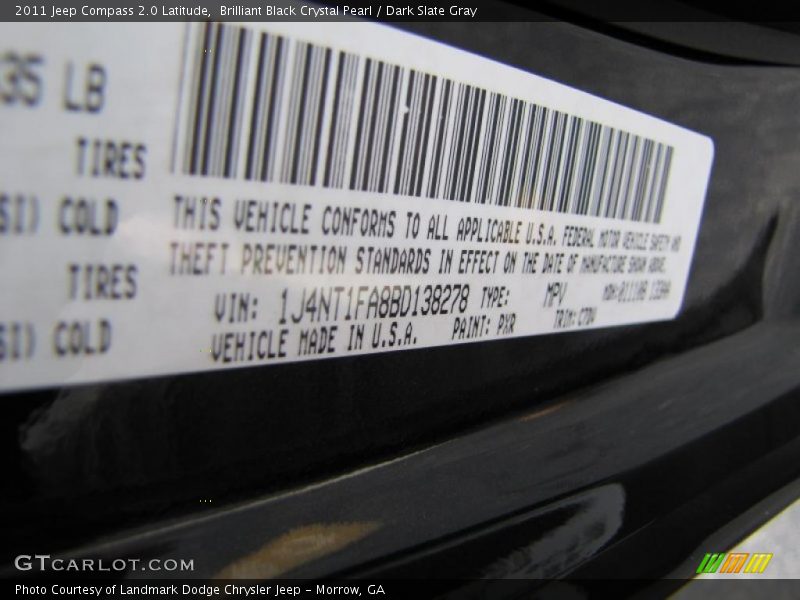 2011 Jeep Compass 2.0 Latitude, Brilliant Black Crystal Pearl / Dark Slate Gray
35 LB
TIRES
SI) COLD
TIRES
SI) COLD
THIS VEHICLE CONFORMS TO ALL APPLICABLE U.S.A. FEDERAL MOTOR VEHICLE SAFETY AND
THEFT PREVENTION STANDARDS IN EFFECT ON THE DATE OF MANUFACTURE SHOWN ABOVE.
VIN: 1J4NT1FA8BD138278 TYPE: MPV
VEHICLE MADE IN U.S.A. PAINT: PXR TRIM:
GTCARLOT.COM
Photo Courtesy of Landmark Dodge Chrysler Jeep – Morrow, GA